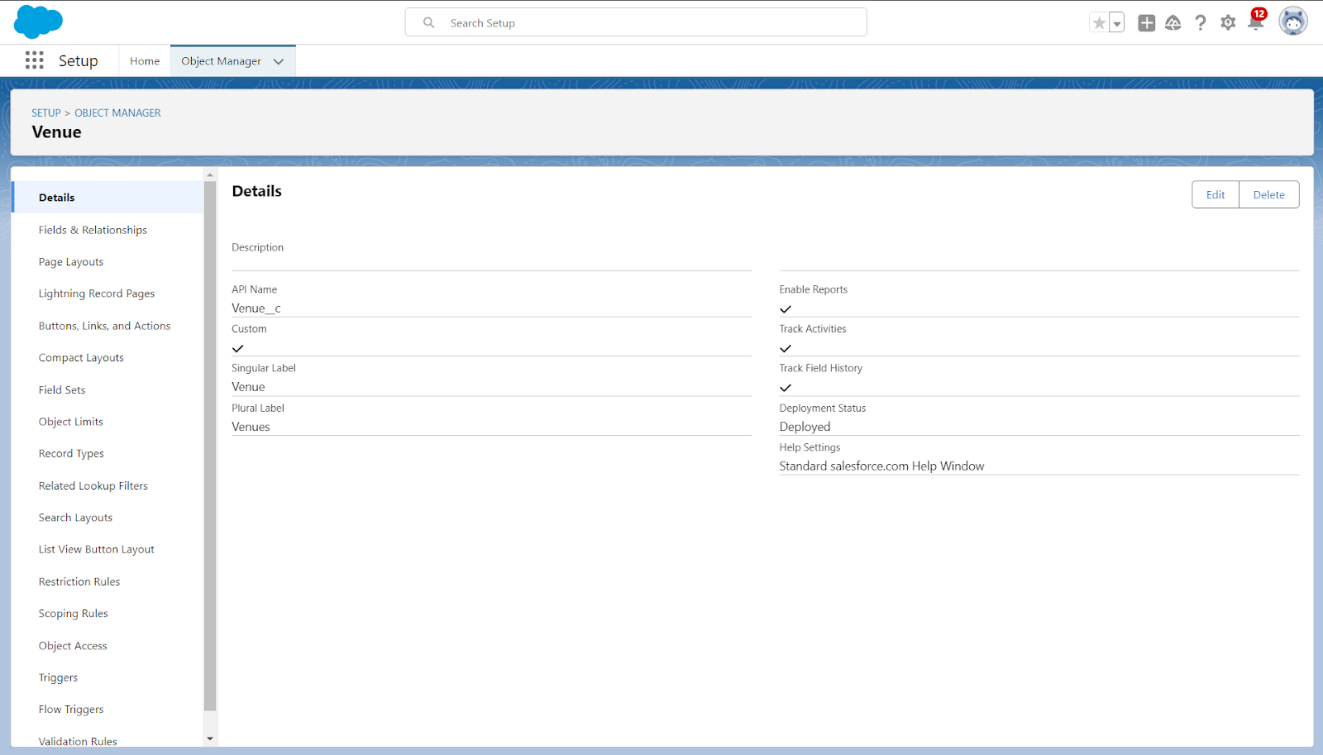 Search Setup
12
Setup
Home
Object Manager
SETUP > OBJECT MANAGER
Venue
Details
Fields & Relationships
Page Layouts
Lightning Record Pages
Buttons, Links, and Actions
Compact Layouts
Field Sets
Object Limits
Record Types
Related Lookup Filters
Search Layouts
List View Button Layout
Restriction Rules
Scoping Rules
Object Access
Triggers
Flow Triggers
Validation Rules
Details
Edit
Delete
Description
API Name
Venue__c
Custom
Singular Label
Venue
Plural Label
Venues
Enable Reports
Track Activities
Track Field History
Deployment Status
Deployed
Help Settings
Standard salesforce.com Help Window